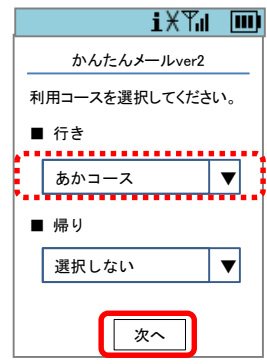 かんたんメールver2
利用コースを選択してください。
■ 行き
あかコース ▼
■ 帰り
選択しない ▼
次へ